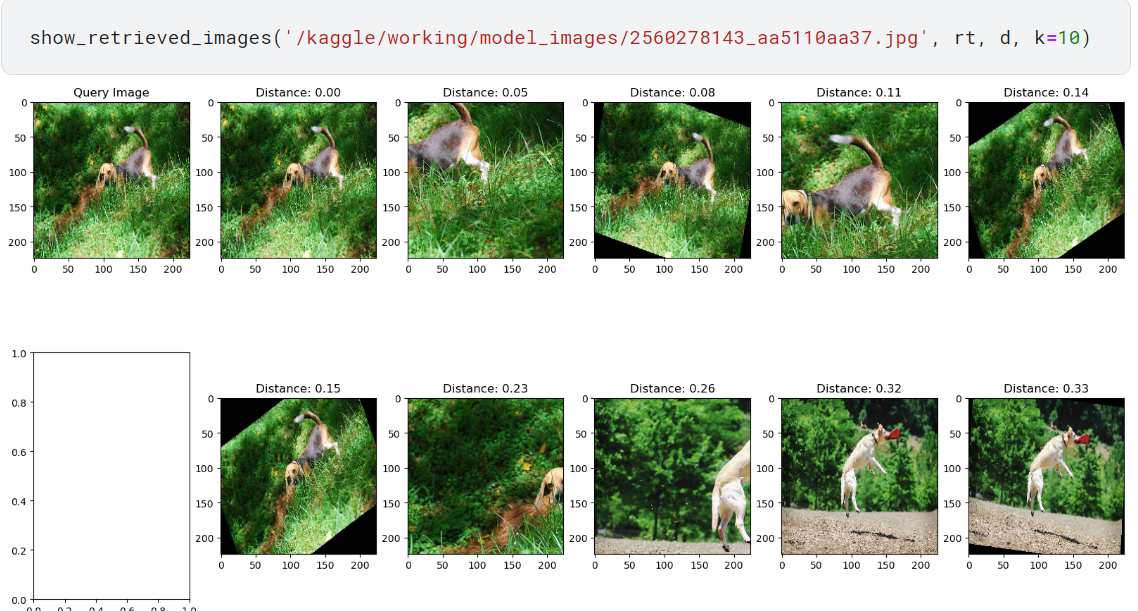 show_retrieved_images('/kaggle/working/model_images/2560278143_aa5110aa37.jpg', rt, d, k=10)
Query Image
Distance: 0.00
Distance: 0.05
Distance: 0.08
Distance: 0.11
Distance: 0.14
0 0 0 0 0 0
50 50 50 50 50 50
100 100 100 100 100 100
150 150 150 150 150 150
200 200 200 200 200 200
0 50 100 150 200 0 50 100 150 200 0 50 100 150 200 0 50 100 150 200 0 50 100 150 200 0 50 100 150 200
1.0
0.8
0.6
0.4
0.2
0.0
0.0 0.2 0.4 0.6 0.8 1.0
Distance: 0.15
Distance: 0.23
Distance: 0.26
Distance: 0.32
Distance: 0.33
0 0 0 0 0
50 50 50 50 50
100 100 100 100 100
150 150 150 150 150
200 200 200 200 200
0 50 100 150 200 0 50 100 150 200 0 50 100 150 200 0 50 100 150 200 0 50 100 150 200